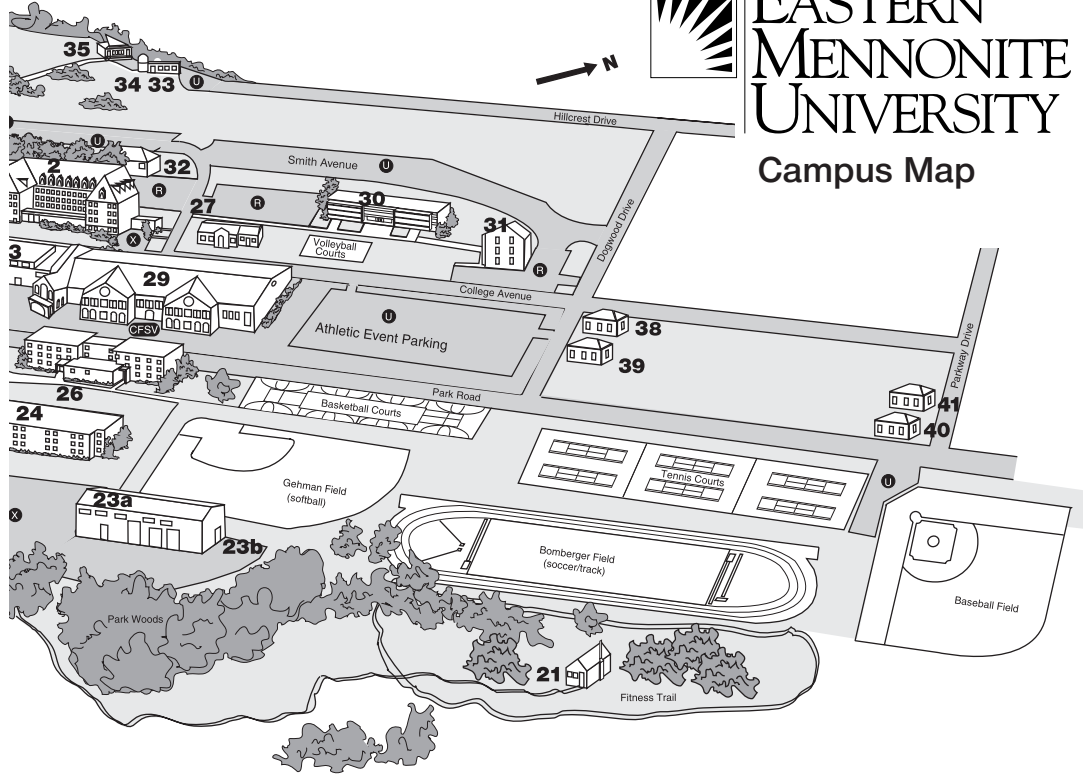 EASTERN
MENNONITE
UNIVERSITY
Campus Map
N
35
34 33
U
Hillcrest Drive
U
32
Smith Avenue
U
2
R
R
27
30
31
X
Volleyball
Courts
R
Dogwood Drive
3
29
College Avenue
CFSV
U
Athletic Event Parking
38
39
Parkway Drive
26
Park Road
Basketball Courts
41
40
24
Tennis Courts
U
Gehman Field
(softball)
23a
X
23b
Bomberger Field
(soccer/track)
Baseball Field
Park Woods
21
Fitness Trail